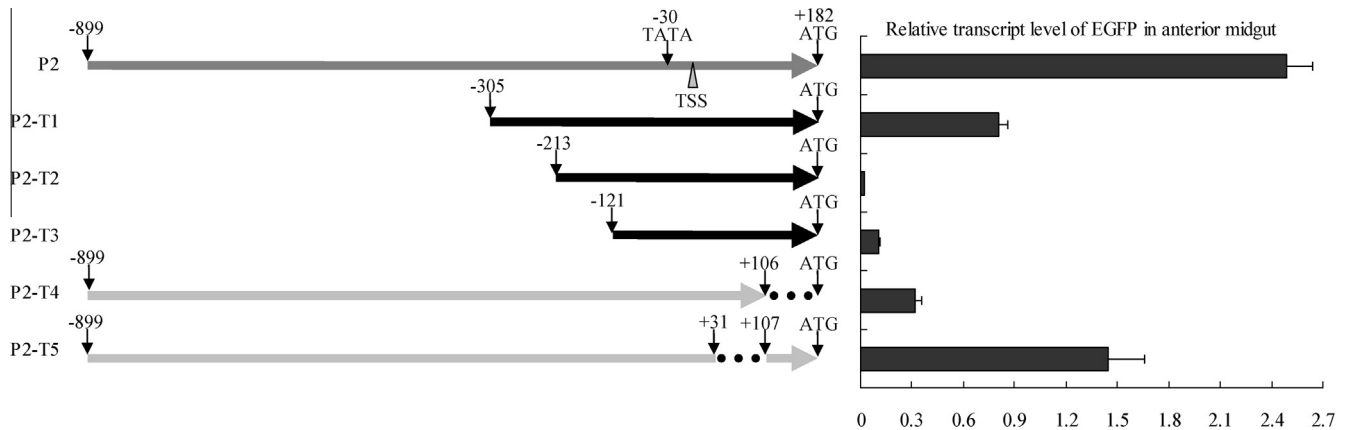 -30
+182
-899
TATA
ATG
Relative transcript level of EGFP in anterior midgut
P2
TSS
-305
ATG
P2-T1
-213
ATG
P2-T2
-121
ATG
P2-T3
-899
+106
ATG
P2-T4
-899
+31
+107
ATG
P2-T5
0 0.3 0.6 0.9 1.2 1.5 1.8 2.1 2.4 2.7